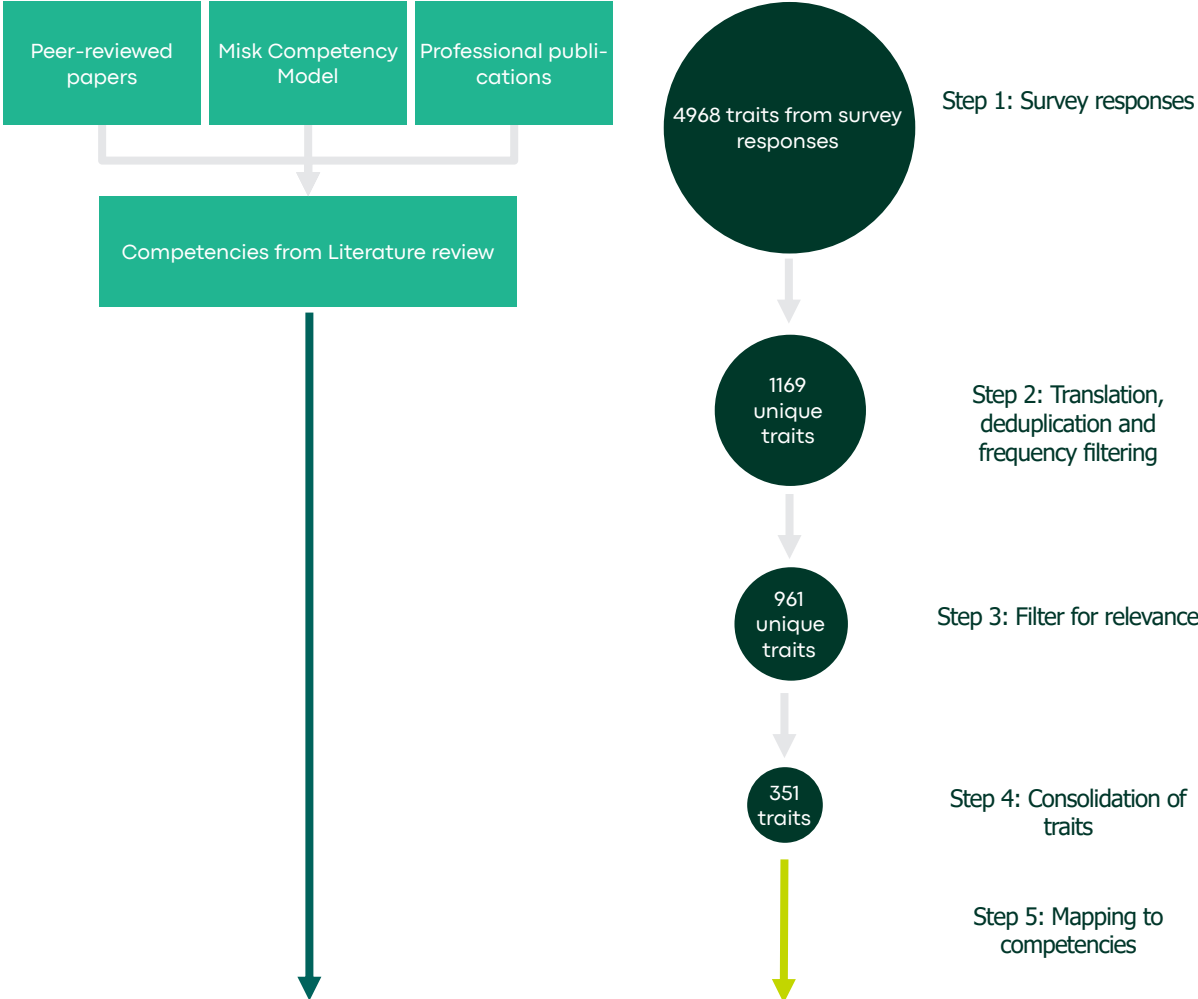 Peer-reviewed
papers
Misk Competency
Model
Professional publi-
cations
Competencies from Literature review
4968 traits from survey
responses
Step 1: Survey responses
1169
unique
traits
Step 2: Translation,
deduplication and
frequency filtering
961
unique
traits
Step 3: Filter for relevance
351
traits
Step 4: Consolidation of
traits
Step 5: Mapping to
competencies